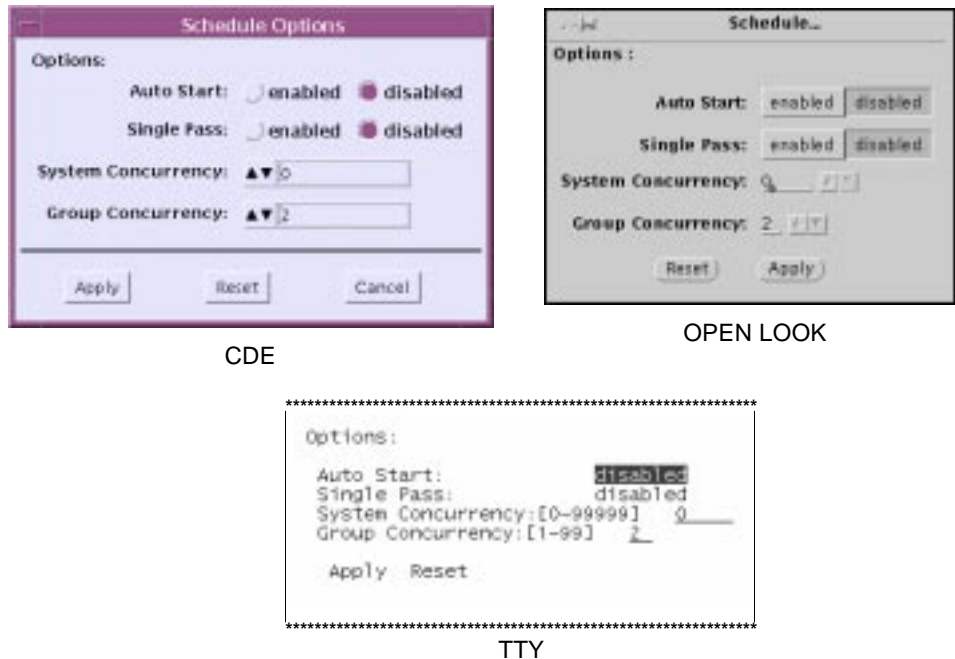 Schedule Options
Options:
Auto Start: enabled disabled
Single Pass: enabled disabled
System Concurrency: 0
Group Concurrency: 2
Apply Reset Cancel
CDE
Schedule...
Options :
Auto Start: enabled disabled
Single Pass: enabled disabled
System Concurrency: 0
Group Concurrency: 2
Reset Apply
OPEN LOOK
Options:
Auto Start: disabled
Single Pass: disabled
System Concurrency:[0-99999] 0
Group Concurrency:[1-99] 2
Apply Reset
TTY